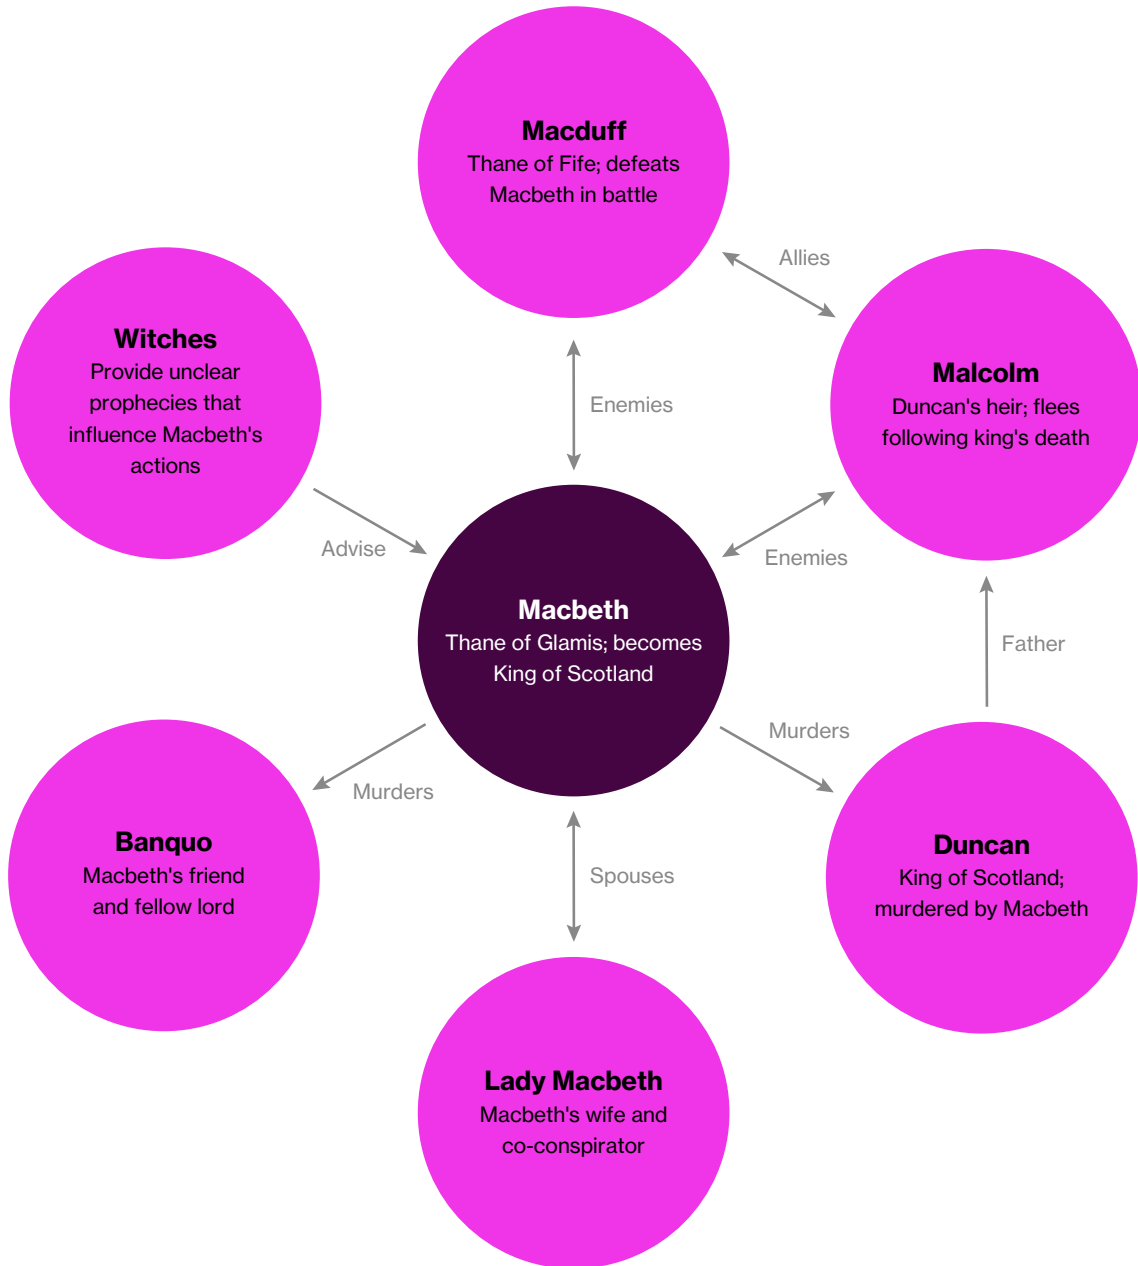 Macduff
Thane of Fife; defeats
Macbeth in battle
Allies
Witches
Provide unclear
prophecies that
influence Macbeth's
actions
Malcolm
Duncan's heir; flees
following king's death
Enemies
Advise
Enemies
Macbeth
Thane of Glamis; becomes
King of Scotland
Father
Murders
Murders
Banquo
Macbeth's friend
and fellow lord
Spouses
Duncan
King of Scotland;
murdered by Macbeth
Lady Macbeth
Macbeth's wife and
co-conspirator